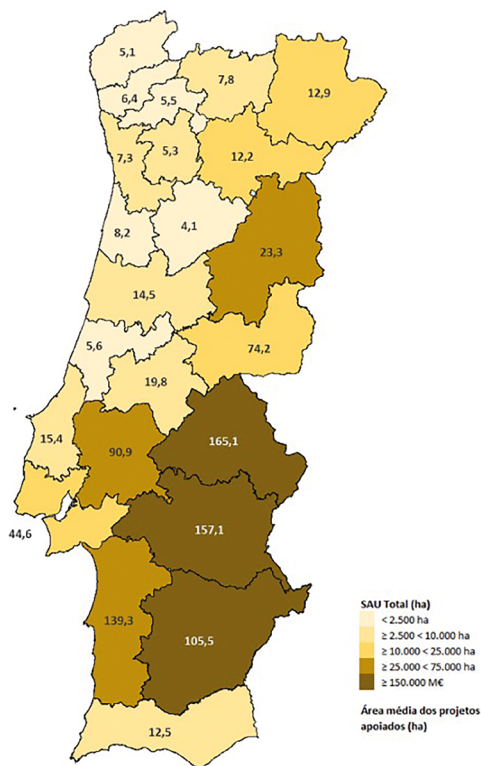 5,1
7,8
12,9
6,4
5,5
7,3
5,3
12,2
8,2
4,1
23,3
14,5
5,6
74,2
19,8
15,4
90,9
165,1
44,6
157,1
139,3
105,5
12,5
SAU Total (ha)
< 2.500 ha
≥ 2.500 < 10.000 ha
≥ 10.000 < 25.000 ha
≥ 25.000 < 75.000 ha
≥ 150.000 M€
Área média dos projetos
apoiados (ha)